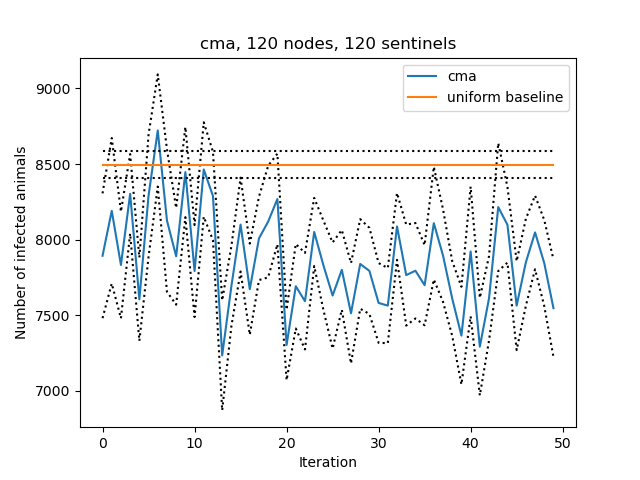 cma, 120 nodes, 120 sentinels
cma
uniform baseline
Number of infected animals
9000
8500
8000
7500
7000
0 10 20 30 40 50
Iteration